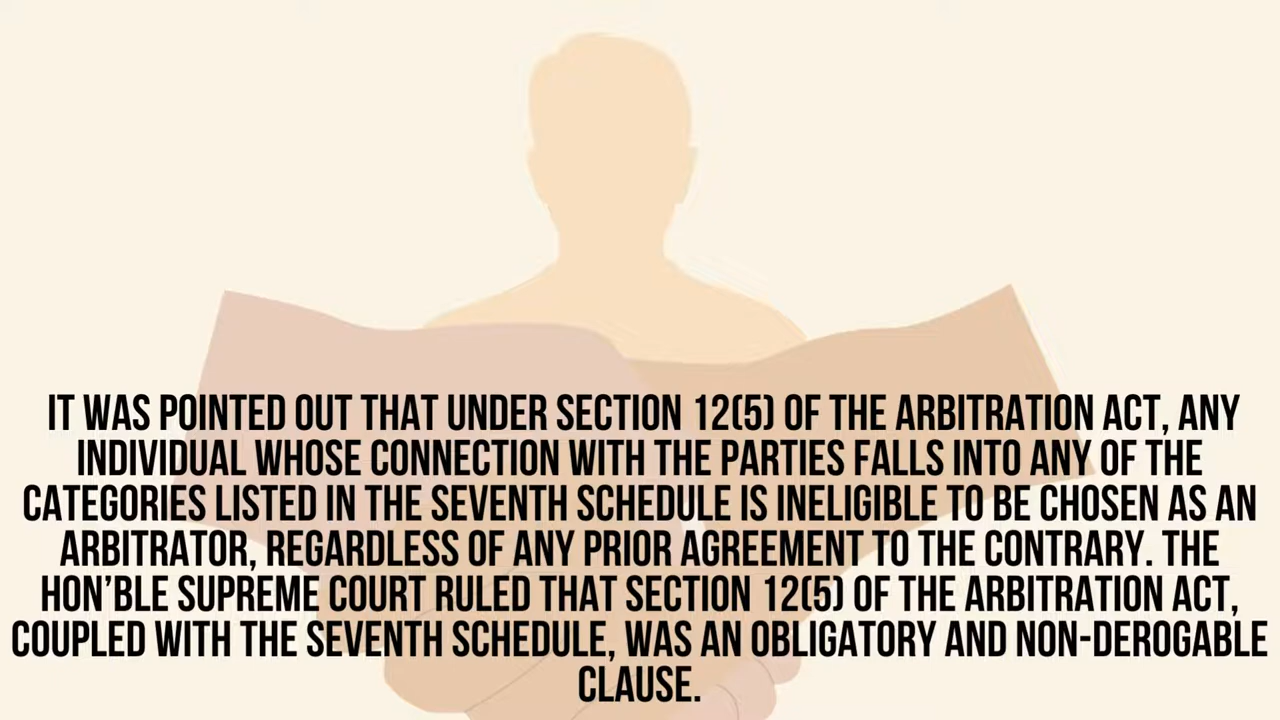 IT WAS POINTED OUT THAT UNDER SECTION 12(5) OF THE ARBITRATION ACT, ANY
INDIVIDUAL WHOSE CONNECTION WITH THE PARTIES FALLS INTO ANY OF THE
CATEGORIES LISTED IN THE SEVENTH SCHEDULE IS INELIGIBLE TO BE CHOSEN AS AN
ARBITRATOR, REGARDLESS OF ANY PRIOR AGREEMENT TO THE CONTRARY. THE
HON’BLE SUPREME COURT RULED THAT SECTION 12(5) OF THE ARBITRATION ACT,
COUPLED WITH THE SEVENTH SCHEDULE, WAS AN OBLIGATORY AND NON-DEROGABLE
CLAUSE.